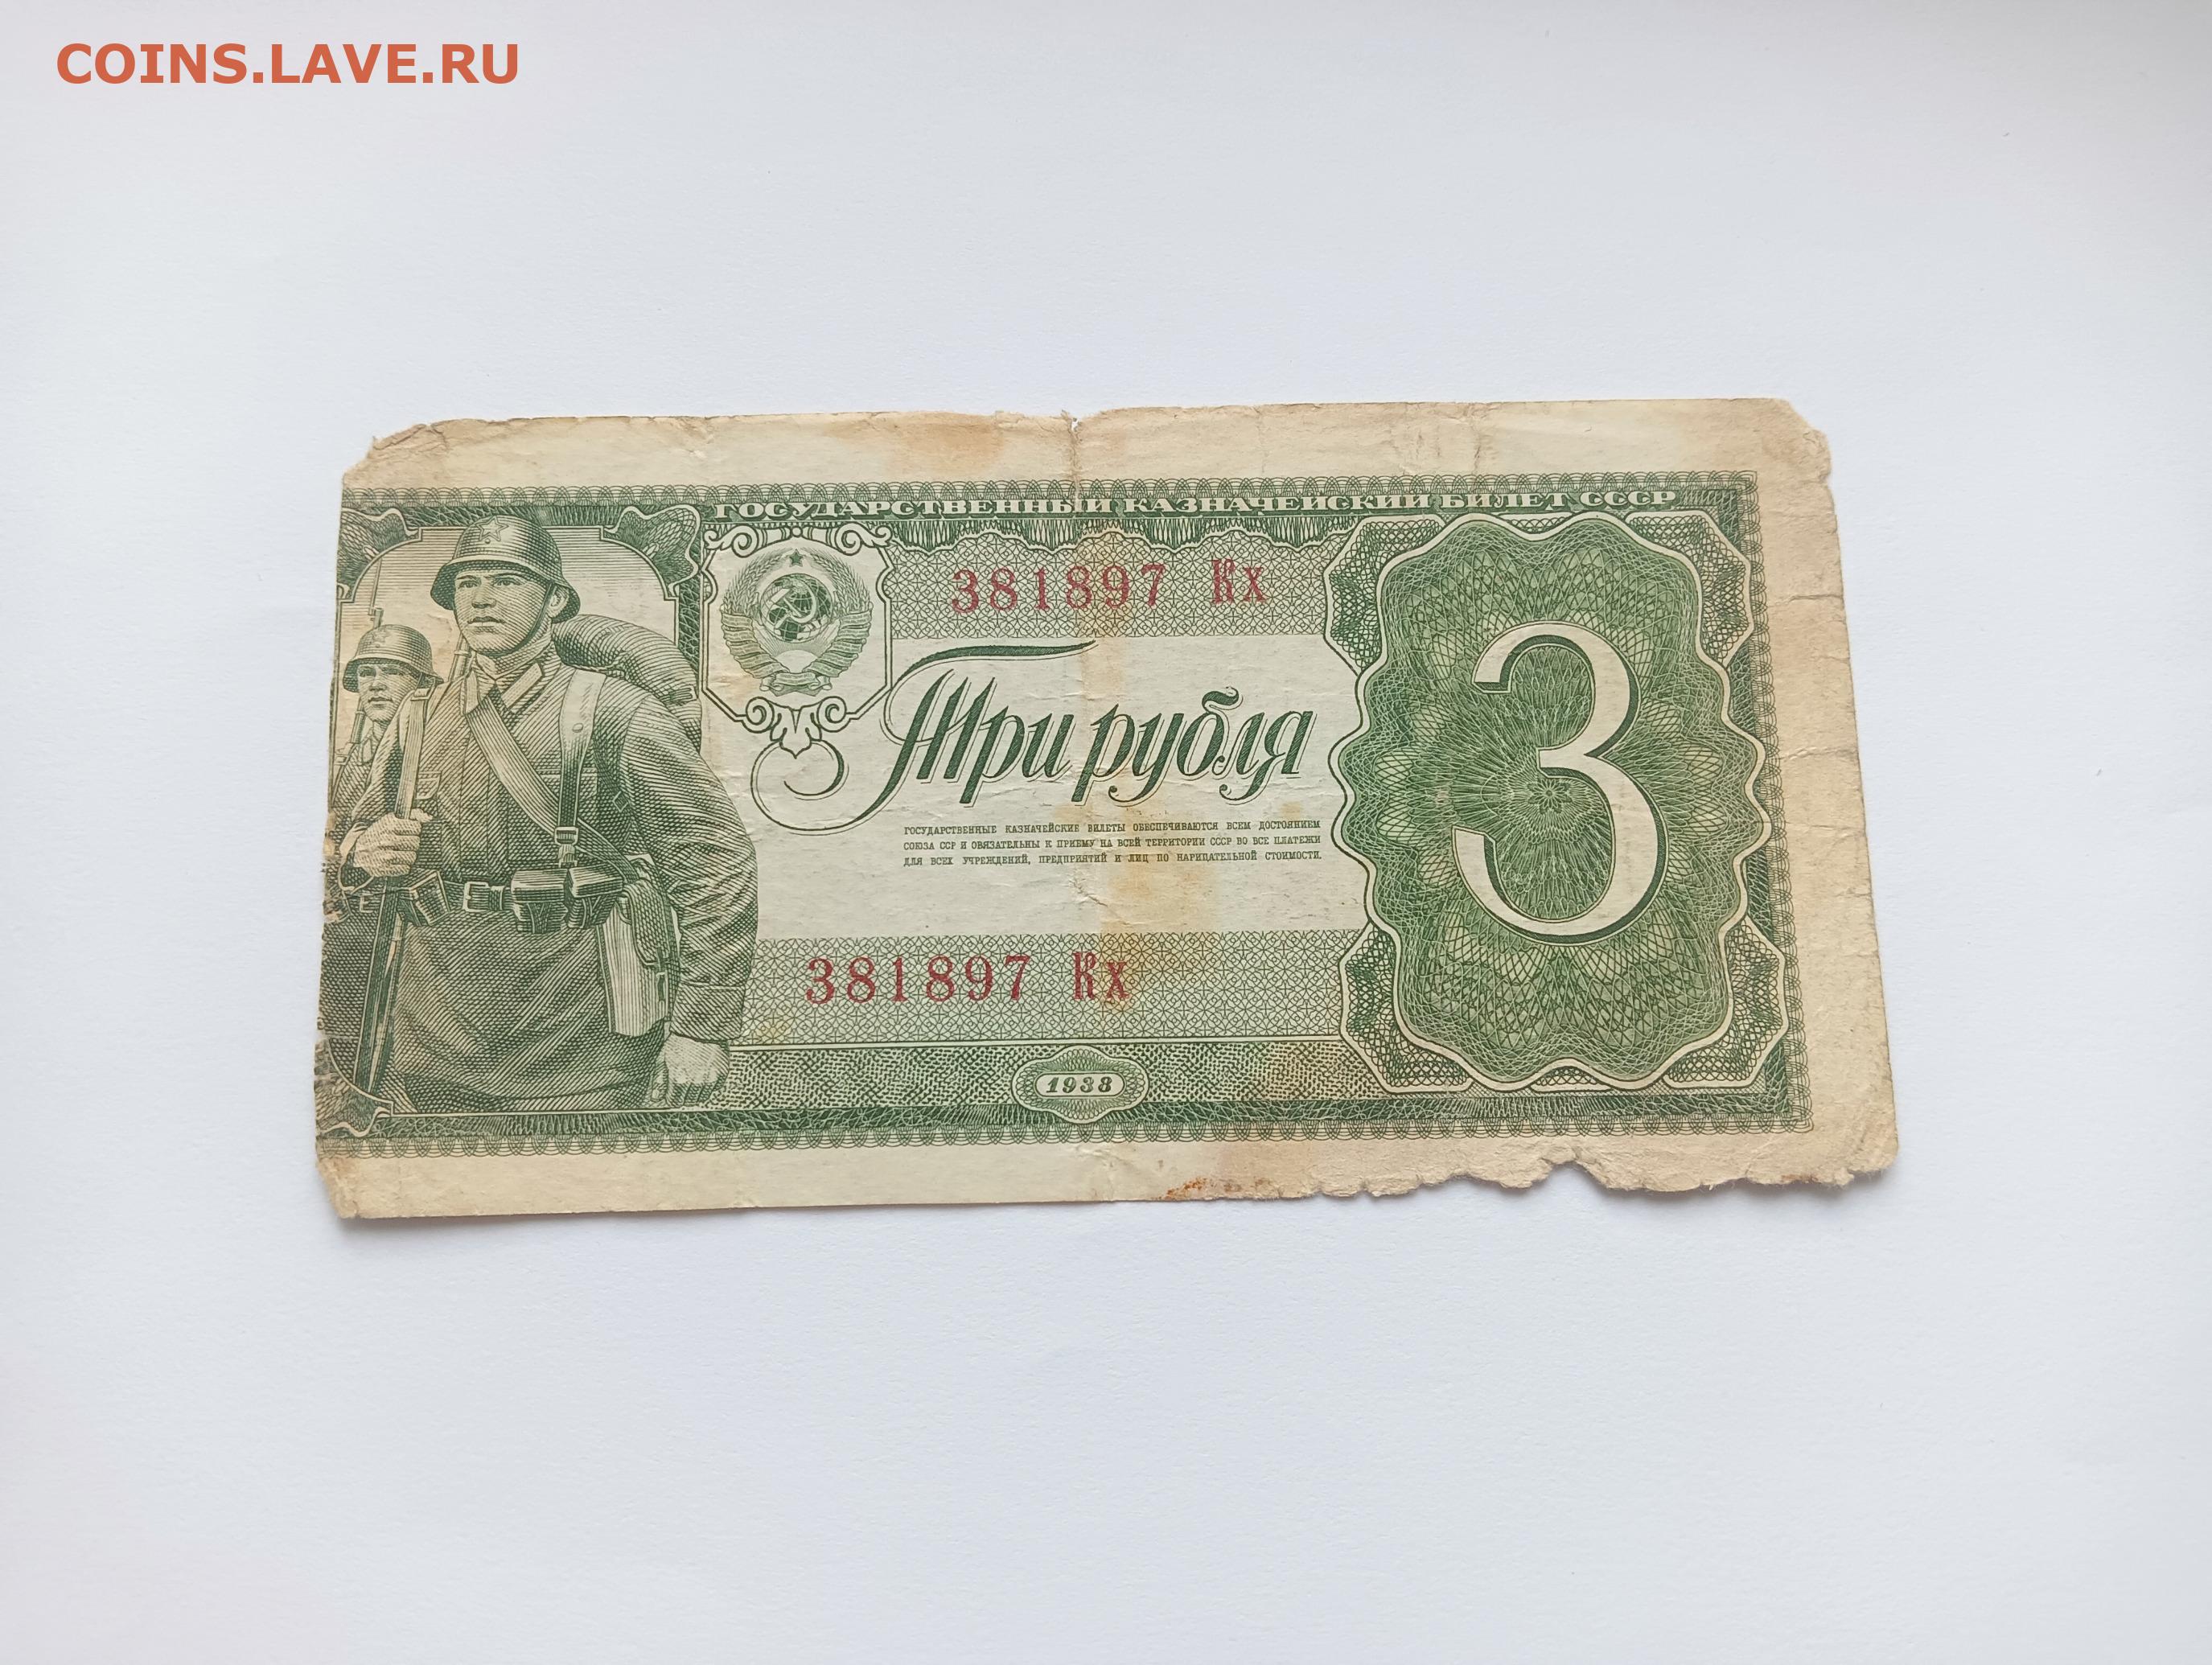 COINS.LAVE.RU
ГОСУДАРСТВЕННЫЙ КАЗНАЧЕЙСКИЙ БИЛЕТ СССР
381897 Кх
Три рубля
3
ГОСУДАРСТВЕННЫЕ КАЗНАЧЕЙСКИЕ БИЛЕТЫ ОБЕСПЕЧИВАЮТСЯ ВСЕМ ДОСТОЯНИЕМ
СОЮЗА ССР И ОБЯЗАТЕЛЬНЫ К ПРИЕМУ НА ВСЕЙ ТЕРРИТОРИИ СССР ВО ВСЕ ПЛАТЕЖИ
ДЛЯ ВСЕХ УЧРЕЖДЕНИЙ, ПРЕДПРИЯТИЙ И ЛИЦ ПО НАРИЦАТЕЛЬНОЙ СТОИМОСТИ.
381897 Кх
1938